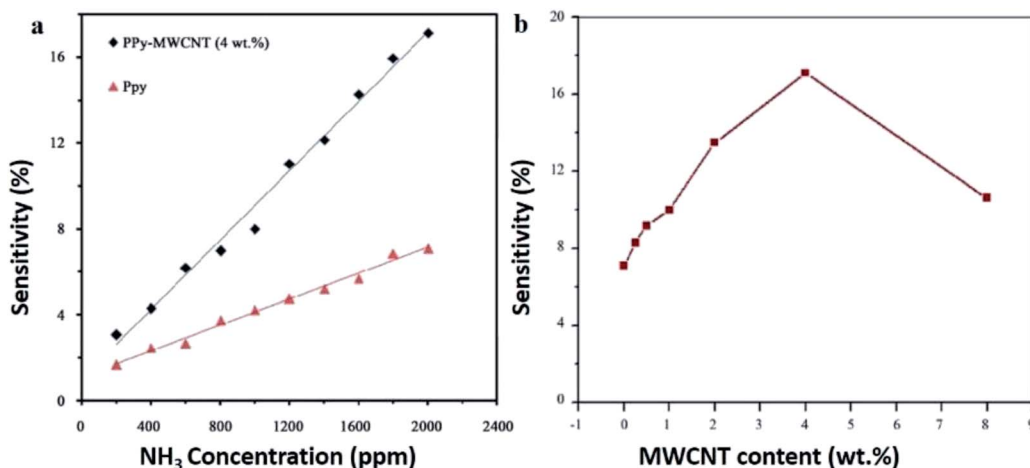 a
PPy-MWCNT (4 wt.%)
Ppy
16
12
8
4
0
0 400 800 1200 1600 2000 2400
Sensitivity (%)
NH₃ Concentration (ppm)
b
20
16
12
8
4
0
-1 0 1 2 3 4 5 6 7 8 9
Sensitivity (%)
MWCNT content (wt.%)